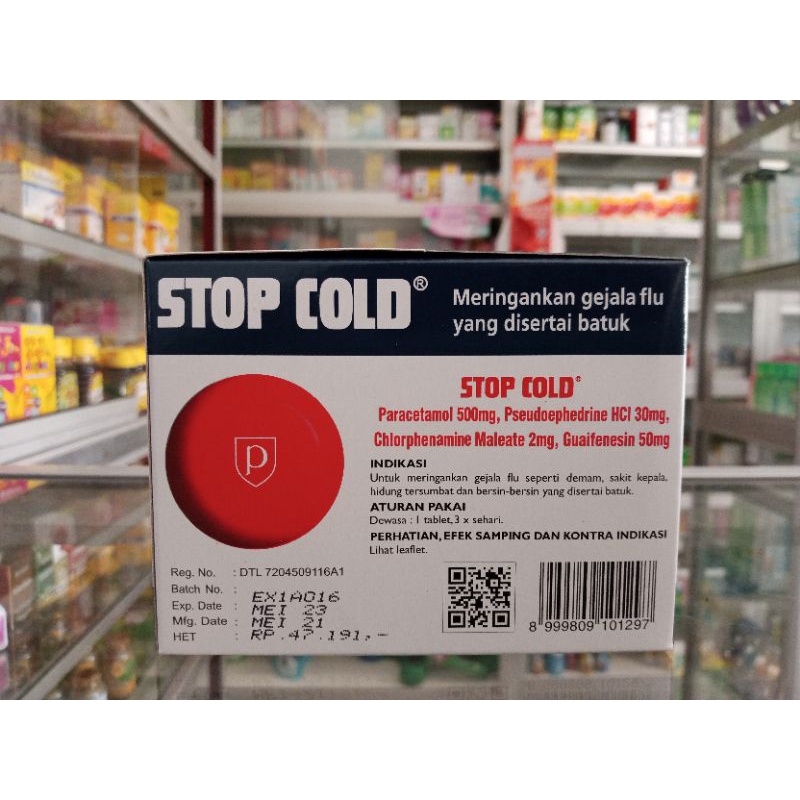 STOP COLD®
Meringankan gejala flu
yang disertai batuk
STOP COLD®
Paracetamol 500mg, Pseudoephedrine HCl 30mg,
Chlorphenamine Maleate 2mg, Guaifenesin 50mg
INDIKASI
Untuk meringankan gejala flu seperti demam, sakit kepala,
hidung tersumbat dan bersin-bersin yang disertai batuk.
ATURAN PAKAI
Dewasa : 1 tablet, 3 x sehari.
PERHATIAN, EFEK SAMPING DAN KONTRA INDIKASI
Lihat leaflet.
p
Reg. No. : DTL 7204509116A1
Batch No. : EX1A016
Exp. Date : MEI 23
Mfg. Date : MEI 21
HET : RP.47.191,-
8 999809 101297